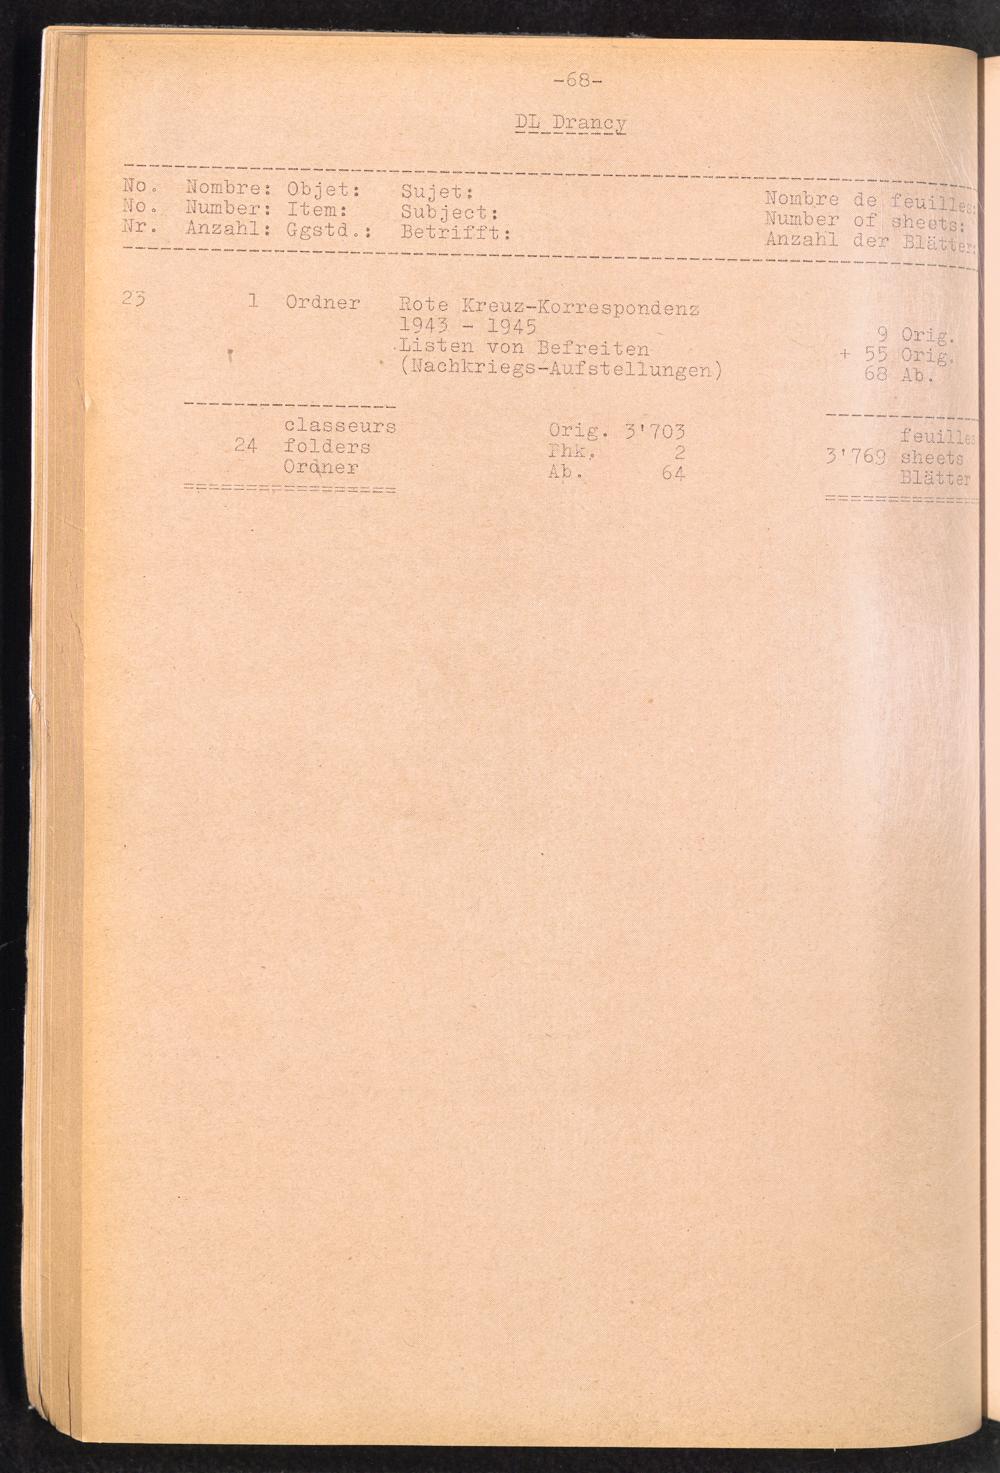 -68-
DL Drancy
No. Nombre: Objet: Sujet: Nombre de feuilles:
No. Number: Item: Subject: Number of sheets:
Nr. Anzahl: Ggstd.: Betrifft: Anzahl der Blätter:
23 1 Ordner Rote Kreuz-Korrespondenz
1943 - 1945 9 Orig.
Listen von Befreiten + 55 Orig.
(Nachkriegs-Aufstellungen) 68 Ab.
classeurs Orig. 3'703 feuilles
24 folders Phk. 2 3'769 sheets
Ordner Ab. 64 Blätter